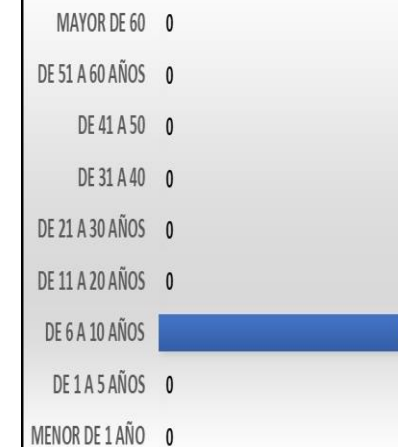 MAYOR DE 60 0
DE 51 A 60 AÑOS 0
DE 41 A 50 0
DE 31 A 40 0
DE 21 A 30 AÑOS 0
DE 11 A 20 AÑOS 0
DE 6 A 10 AÑOS
DE 1 A 5 AÑOS 0
MENOR DE 1 AÑO 0